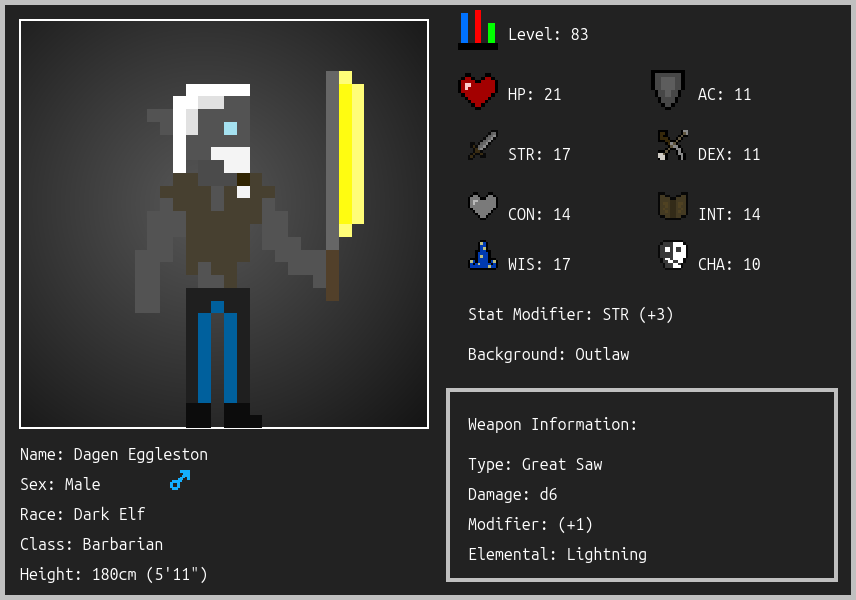 Level: 83
HP: 21
AC: 11
STR: 17
DEX: 11
CON: 14
INT: 14
WIS: 17
CHA: 10
Stat Modifier: STR (+3)
Background: Outlaw
Weapon Information:
Type: Great Saw
Damage: d6
Modifier: (+1)
Elemental: Lightning
Name: Dagen Eggleston
Sex: Male
Race: Dark Elf
Class: Barbarian
Height: 180cm (5'11")